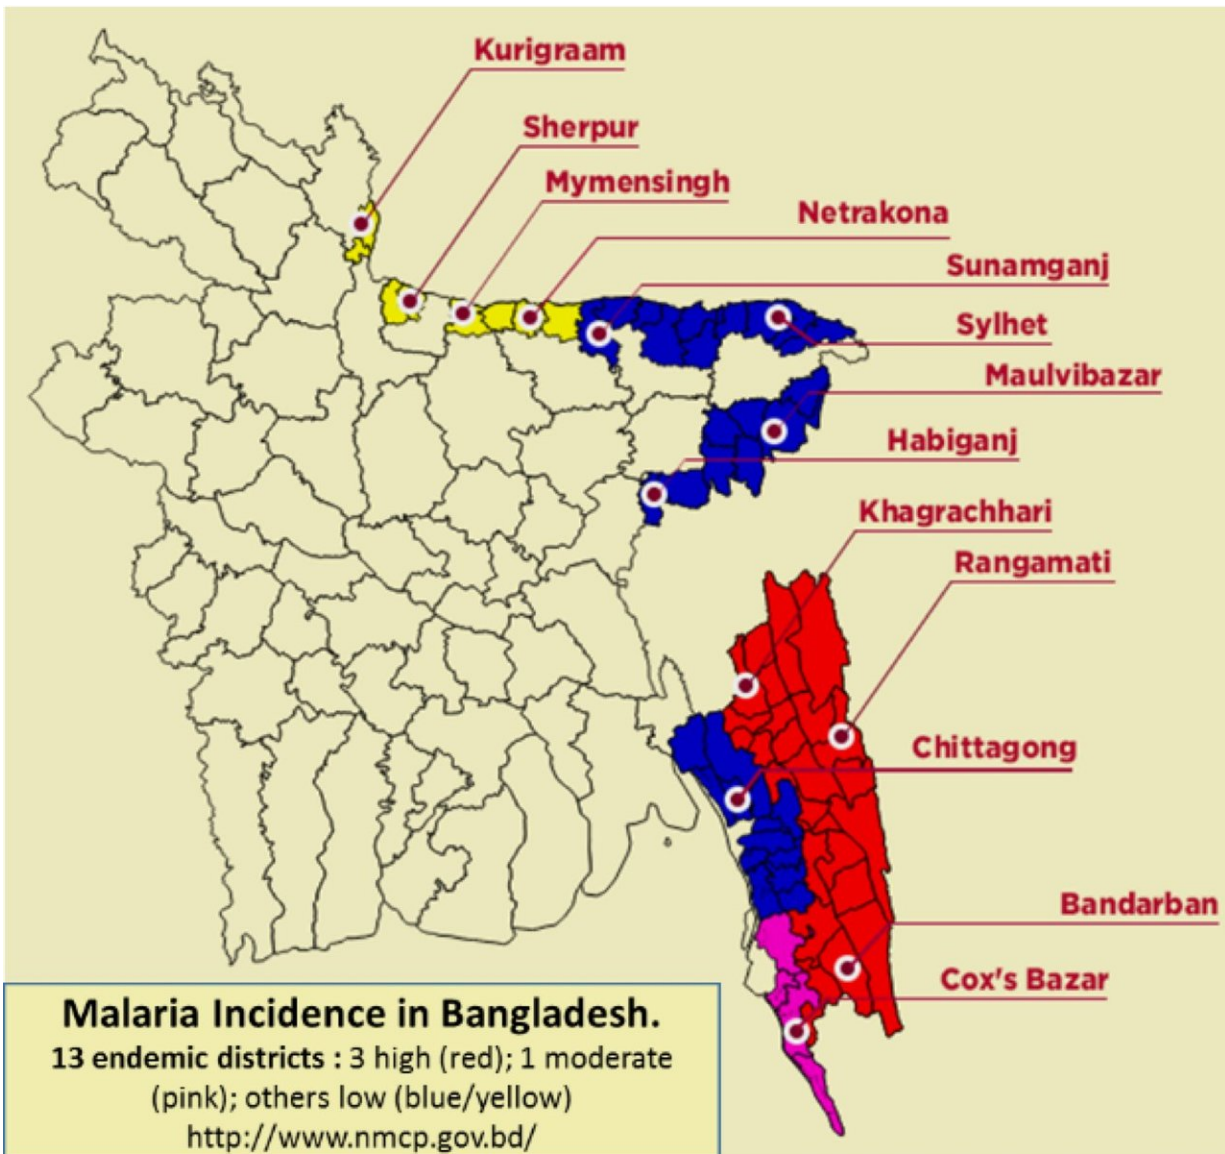 Kurigraam
Sherpur
Mymensingh
Netrakona
Sunamganj
Sylhet
Maulvibazar
Habiganj
Khagrachhari
Rangamati
Chittagong
Bandarban
Cox's Bazar
Malaria Incidence in Bangladesh.
13 endemic districts : 3 high (red); 1 moderate
(pink); others low (blue/yellow)
http://www.nmcp.gov.bd/